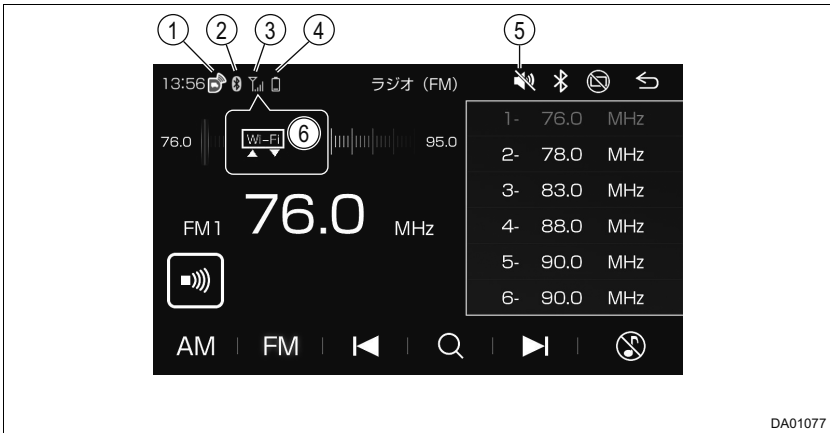 1 2 3 4 5
13:56 ラジオ (FM)
76.0 Wi-Fi 6 95.0
FM1 76.0 MHz
1- 76.0 MHz
2- 78.0 MHz
3- 83.0 MHz
4- 88.0 MHz
5- 90.0 MHz
6- 90.0 MHz
AM FM
DA01077